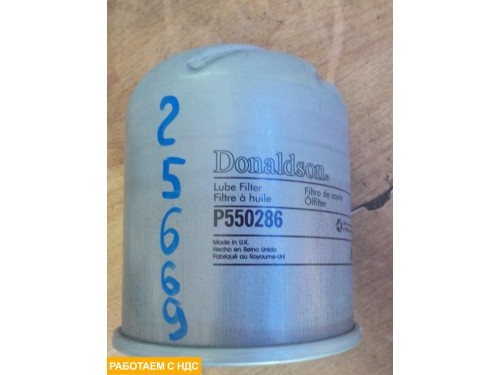 25669
Donaldson®
Lube Filter
Filtre à huile
Filtro de aceite
Ölfilter
P550286
Made in U.K.
Hecho en Reino Unido
Fabriqué au Royaume-Uni
РАБОТАЕМ С НДС